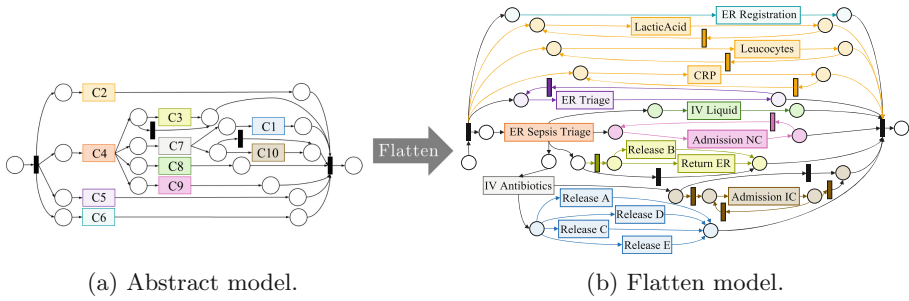 C2
C3
C1
C4
C7
C10
C8
C9
C5
C6
Flatten
ER Registration
LacticAcid
Leucocytes
CRP
ER Triage
IV Liquid
ER Sepsis Triage
Admission NC
Release B
Return ER
IV Antibiotics
Admission IC
Release A
Release D
Release C
Release E
(a) Abstract model.
(b) Flatten model.